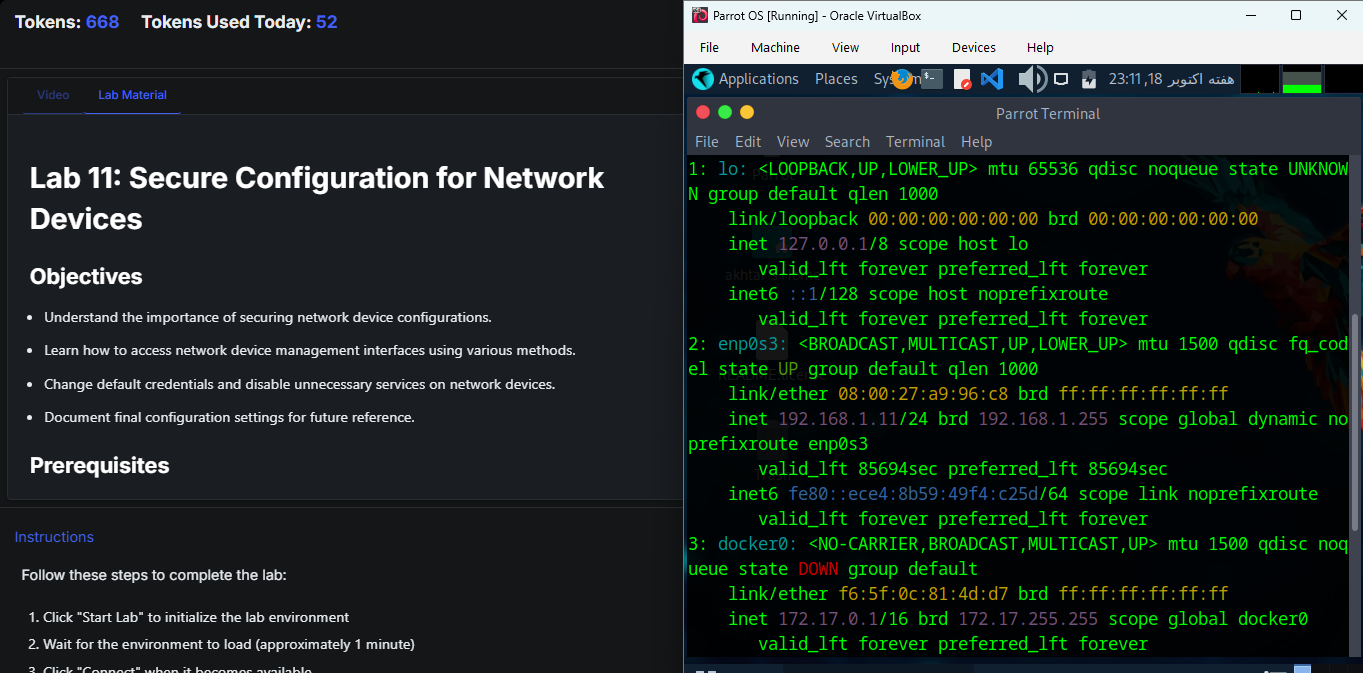 Tokens: 668 Tokens Used Today: 52
Video Lab Material
Lab 11: Secure Configuration for Network
Devices
Objectives
• Understand the importance of securing network device configurations.
• Learn how to access network device management interfaces using various methods.
• Change default credentials and disable unnecessary services on network devices.
• Document final configuration settings for future reference.
Prerequisites
Instructions
Follow these steps to complete the lab:
1. Click "Start Lab" to initialize the lab environment
2. Wait for the environment to load (approximately 1 minute)
3. Click "Connect" when it becomes available
Parrot OS [Running] - Oracle VirtualBox
File Machine View Input Devices Help
Applications Places System 23:11, 18 هفته اکتوبر
Parrot Terminal
File Edit View Search Terminal Help
1: lo: <LOOPBACK,UP,LOWER_UP> mtu 65536 qdisc noqueue state UNKNOW
N group default qlen 1000
link/loopback 00:00:00:00:00:00 brd 00:00:00:00:00:00
inet 127.0.0.1/8 scope host lo
valid_lft forever preferred_lft forever
inet6 ::1/128 scope host noprefixroute
valid_lft forever preferred_lft forever
2: enp0s3: <BROADCAST,MULTICAST,UP,LOWER_UP> mtu 1500 qdisc fq_cod
el state UP group default qlen 1000
link/ether 08:00:27:a9:96:c8 brd ff:ff:ff:ff:ff:ff
inet 192.168.1.11/24 brd 192.168.1.255 scope global dynamic no
prefixroute enp0s3
valid_lft 85694sec preferred_lft 85694sec
inet6 fe80::ece4:8b59:49f4:c25d/64 scope link noprefixroute
valid_lft forever preferred_lft forever
3: docker0: <NO-CARRIER,BROADCAST,MULTICAST,UP> mtu 1500 qdisc noq
ueue state DOWN group default
link/ether f6:5f:0c:81:4d:d7 brd ff:ff:ff:ff:ff:ff
inet 172.17.0.1/16 brd 172.17.255.255 scope global docker0
valid_lft forever preferred_lft forever